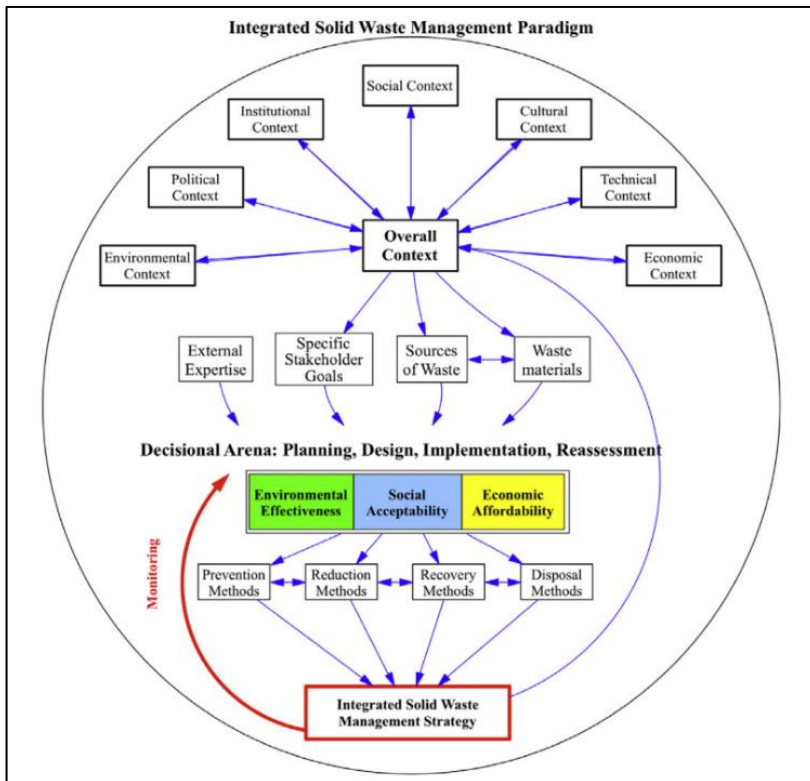 Integrated Solid Waste Management Paradigm
Social Context
Institutional
Context
Cultural
Context
Political
Context
Technical
Context
Overall
Context
Environmental
Context
Economic
Context
External
Expertise
Specific
Stakeholder
Goals
Sources
of Waste
Waste
materials
Decisional Arena: Planning, Design, Implementation, Reassessment
Environmental
Effectiveness
Social
Acceptability
Economic
Affordability
Monitoring
Prevention
Methods
Reduction
Methods
Recovery
Methods
Disposal
Methods
Integrated Solid Waste
Management Strategy